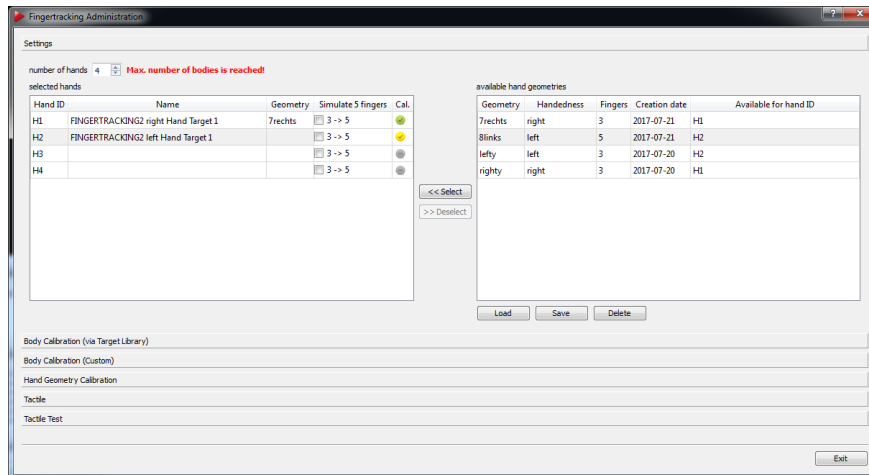 Fingertracking Administration
Settings
number of hands 4 Max. number of bodies is reached!
selected hands
Hand ID Name Geometry Simulate 5 fingers Cal.
H1 FINGERTRACKING2 right Hand Target 1 7rechts 3 -> 5
H2 FINGERTRACKING2 left Hand Target 1 3 -> 5
H3 3 -> 5
H4 3 -> 5
<< Select
>> Deselect
available hand geometries
Geometry Handedness Fingers Creation date Available for hand ID
7rechts right 3 2017-07-21 H1
8links left 5 2017-07-21 H2
lefty left 3 2017-07-20 H2
righty right 3 2017-07-20 H1
Load Save Delete
Body Calibration (via Target Library)
Body Calibration (Custom)
Hand Geometry Calibration
Tactile
Tactile Test
Exit